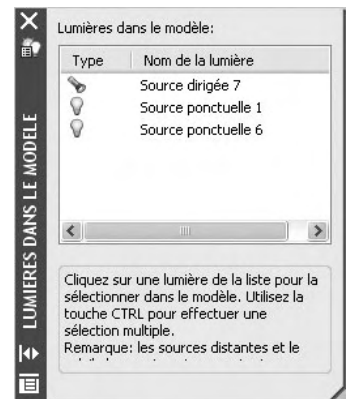 Lumières dans le modèle:
Type Nom de la lumière
Source dirigée 7
Source ponctuelle 1
Source ponctuelle 6
Cliquez sur une lumière de la liste pour la
sélectionner dans le modèle. Utilisez la
touche CTRL pour effectuer une
sélection multiple.
Remarque: les sources distantes et le
LUMIERES DANS LE MODELE